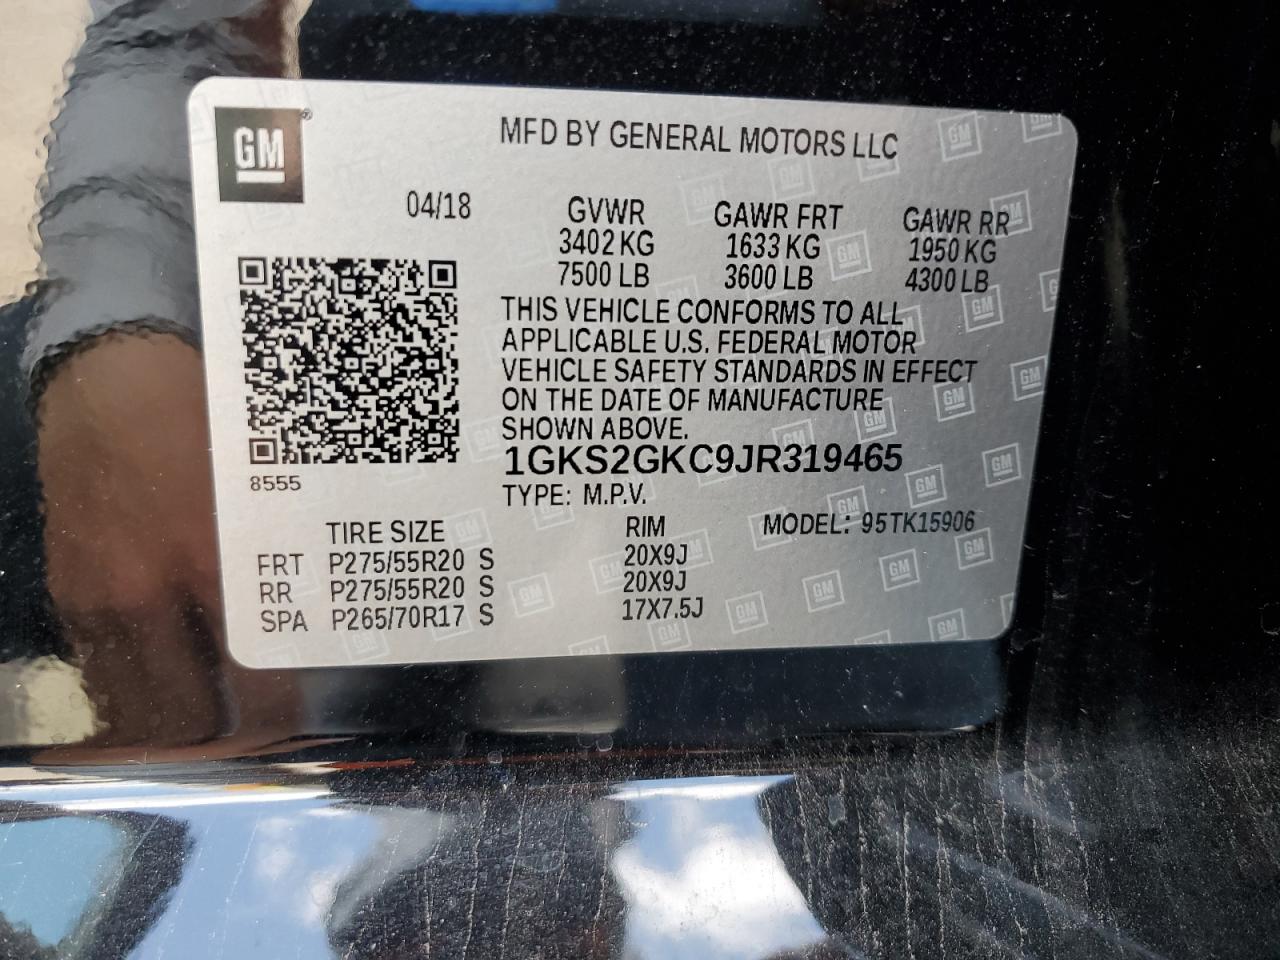 GM®
MFD BY GENERAL MOTORS LLC
04/18 GVWR GAWR FRT GAWR RR
3402 KG 1633 KG 1950 KG
7500 LB 3600 LB 4300 LB
THIS VEHICLE CONFORMS TO ALL
APPLICABLE U.S. FEDERAL MOTOR
VEHICLE SAFETY STANDARDS IN EFFECT
ON THE DATE OF MANUFACTURE
SHOWN ABOVE.
1GKS2GKC9JR319465
8555
TYPE: M.P.V.
TIRE SIZE RIM MODEL: 95TK15906
FRT P275/55R20 S 20X9J
RR P275/55R20 S 20X9J
SPA P265/70R17 S 17X7.5J